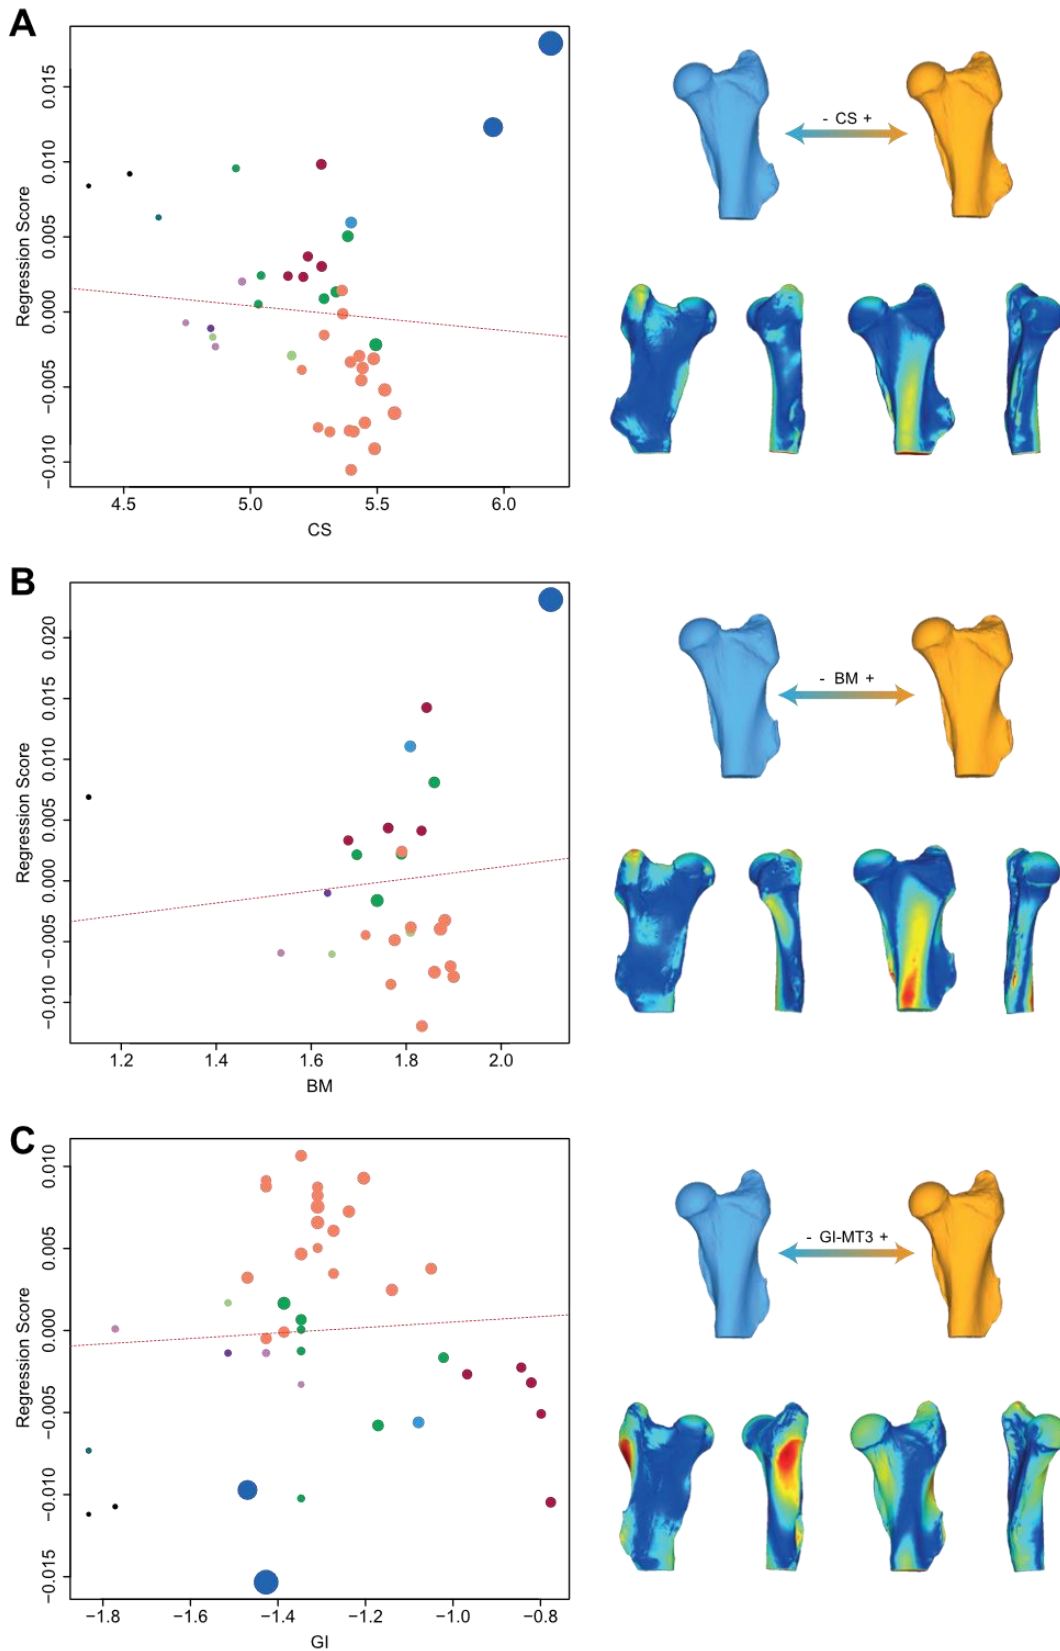 A
Regression Score
0.015
0.010
0.005
0.000
−0.005
−0.010
4.5 5.0 5.5 6.0
CS
- CS +
B
Regression Score
0.020
0.015
0.010
0.005
0.000
−0.005
−0.010
1.2 1.4 1.6 1.8 2.0
BM
- BM +
C
Regression Score
0.010
0.005
0.000
−0.005
−0.010
−0.015
−1.8 −1.6 −1.4 −1.2 −1.0 −0.8
GI
- GI-MT3 +